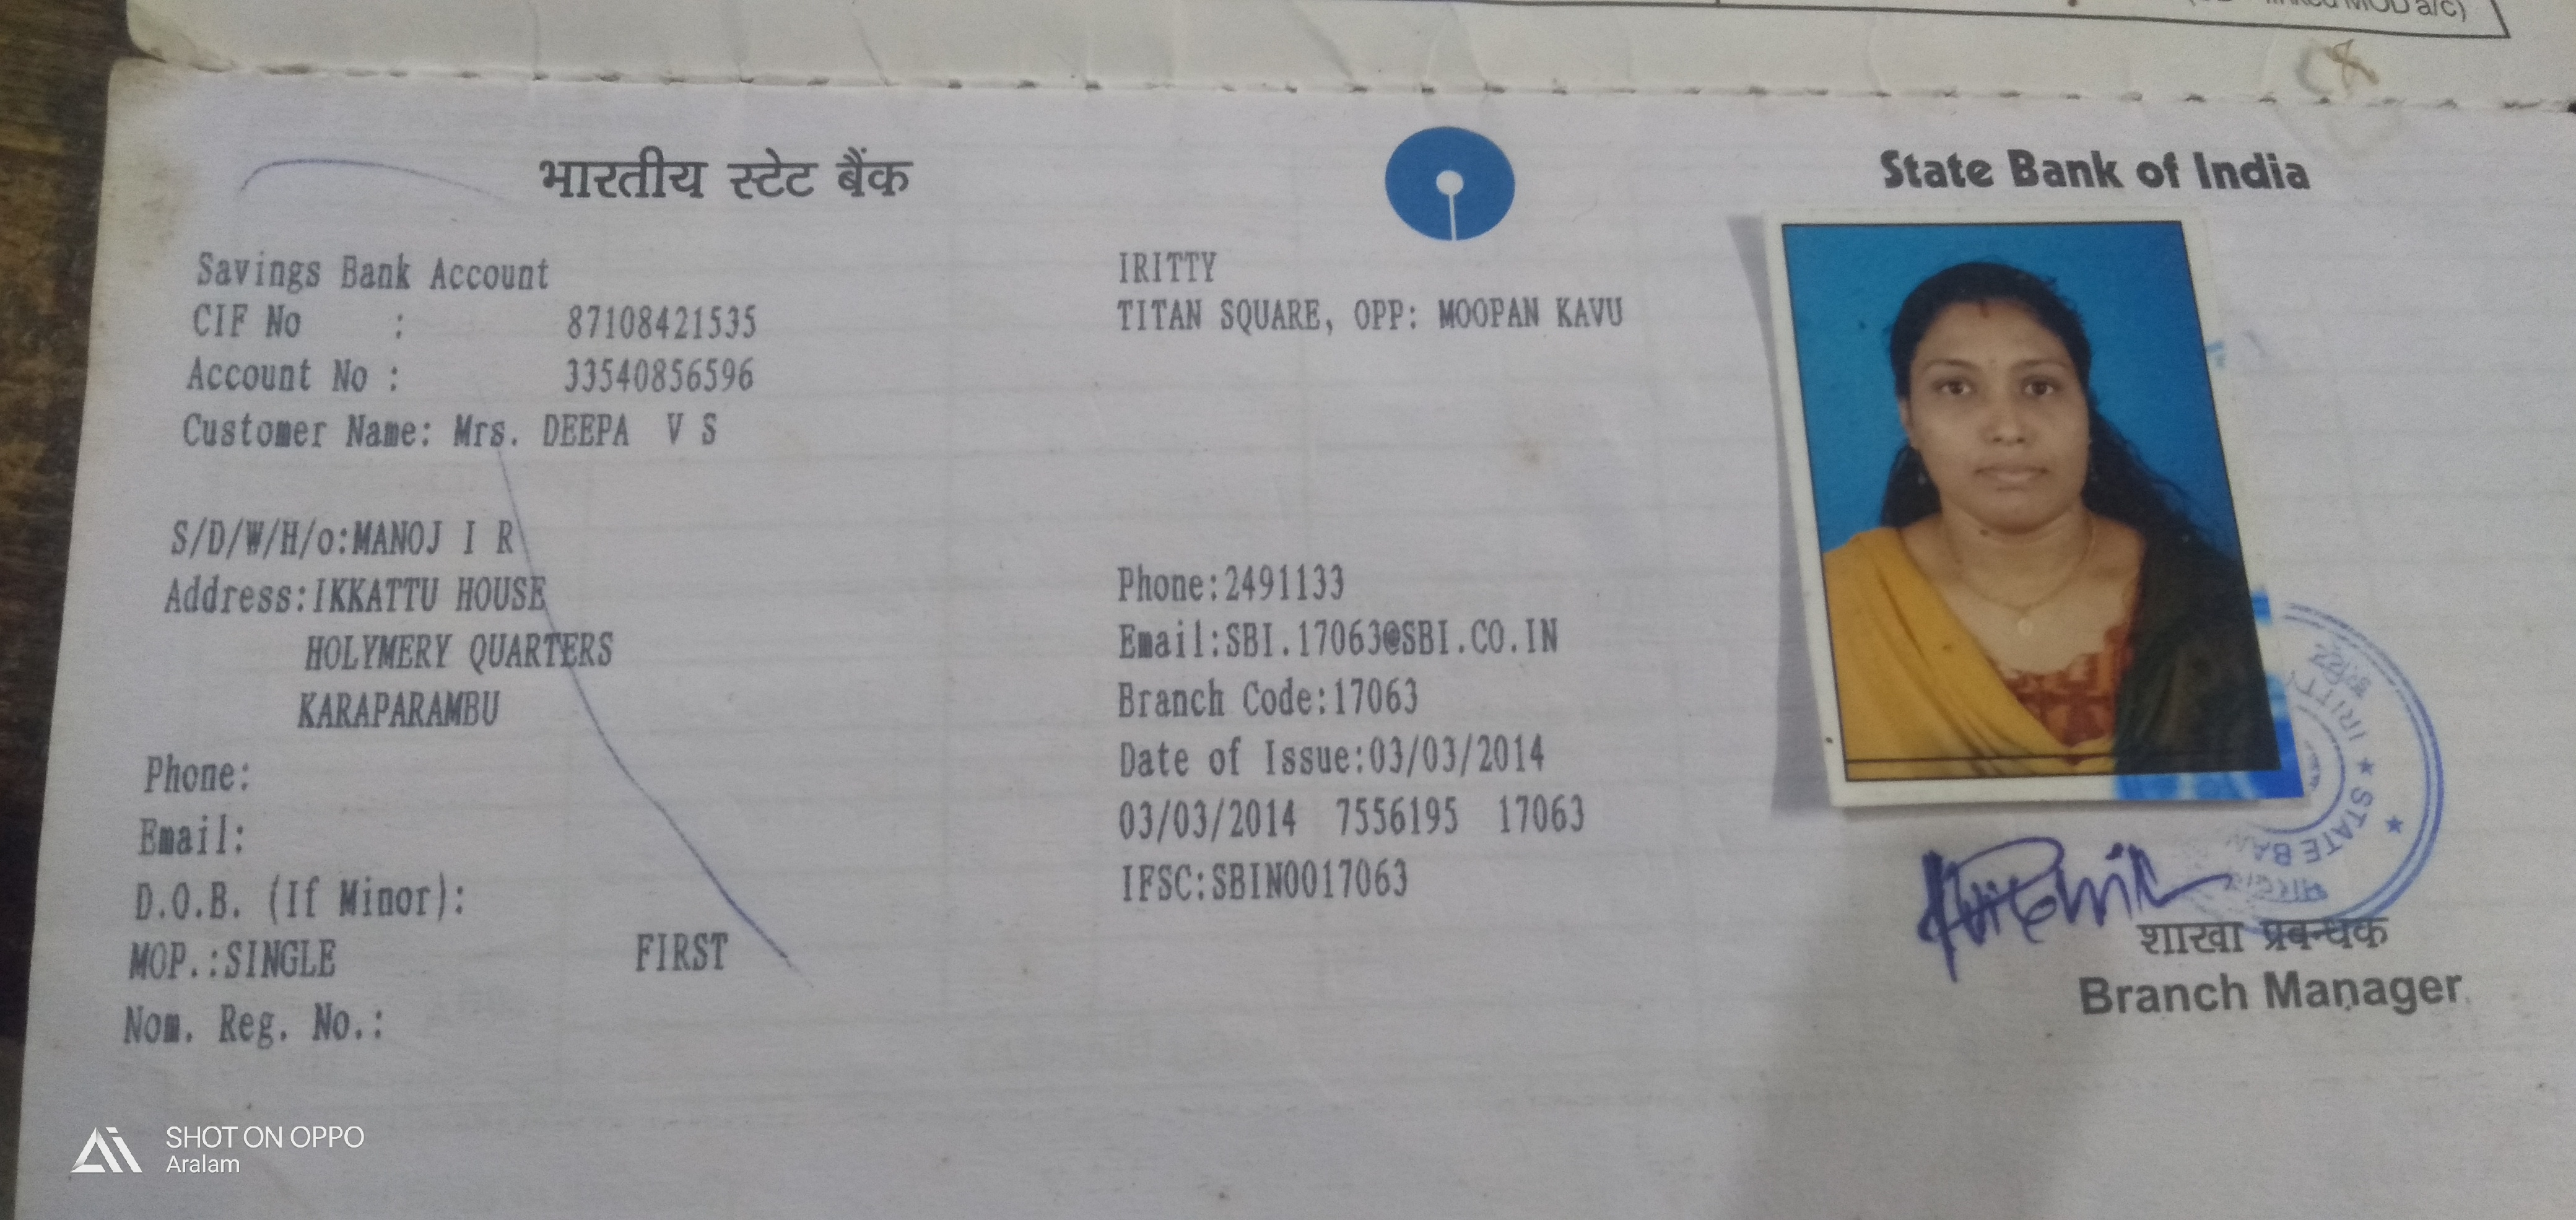 MOD a/c)
भारतीय स्टेट बैंक
State Bank of India
Savings Bank Account
CIF No : 87108421535
Account No : 33540856596
Customer Name: Mrs. DEEPA V S
S/D/W/H/o:MANOJ I R
Address:IKKATTU HOUSE
HOLYMERY QUARTERS
KARAPARAMBU
Phone:
Email:
D.O.B. (If Minor):
MOP.:SINGLE FIRST
Nom. Reg. No.:
IRITTY
TITAN SQUARE, OPP: MOOPAN KAVU
Phone:2491133
Email:SBI.17063@SBI.CO.IN
Branch Code:17063
Date of Issue:03/03/2014
03/03/2014 7556195 17063
IFSC:SBIN0017063
STATE BAN
शाखा प्रबन्धक
Branch Manager
SHOT ON OPPO
Aralam